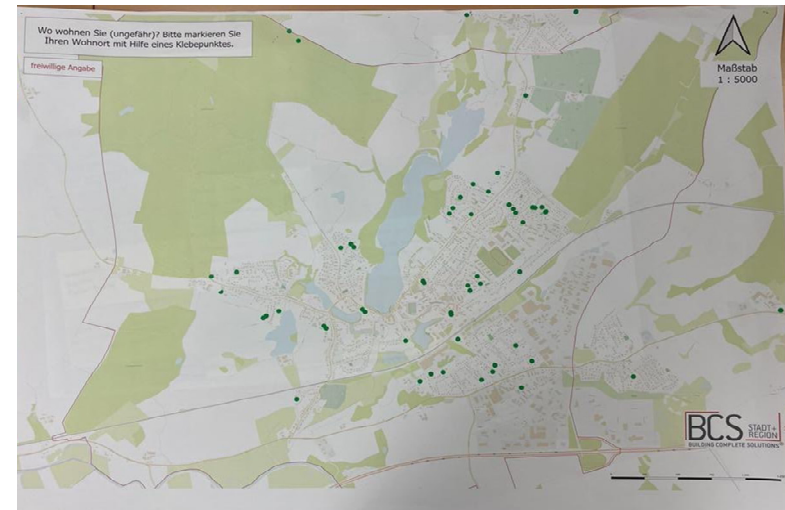 Wo wohnen Sie (ungefähr)? Bitte markieren Sie
Ihren Wohnort mit Hilfe eines Klebepunktes.
freiwillige Angabe
Maßstab
1 : 5000
BCS STADT+
REGION
BUILDING COMPLETE SOLUTIONS